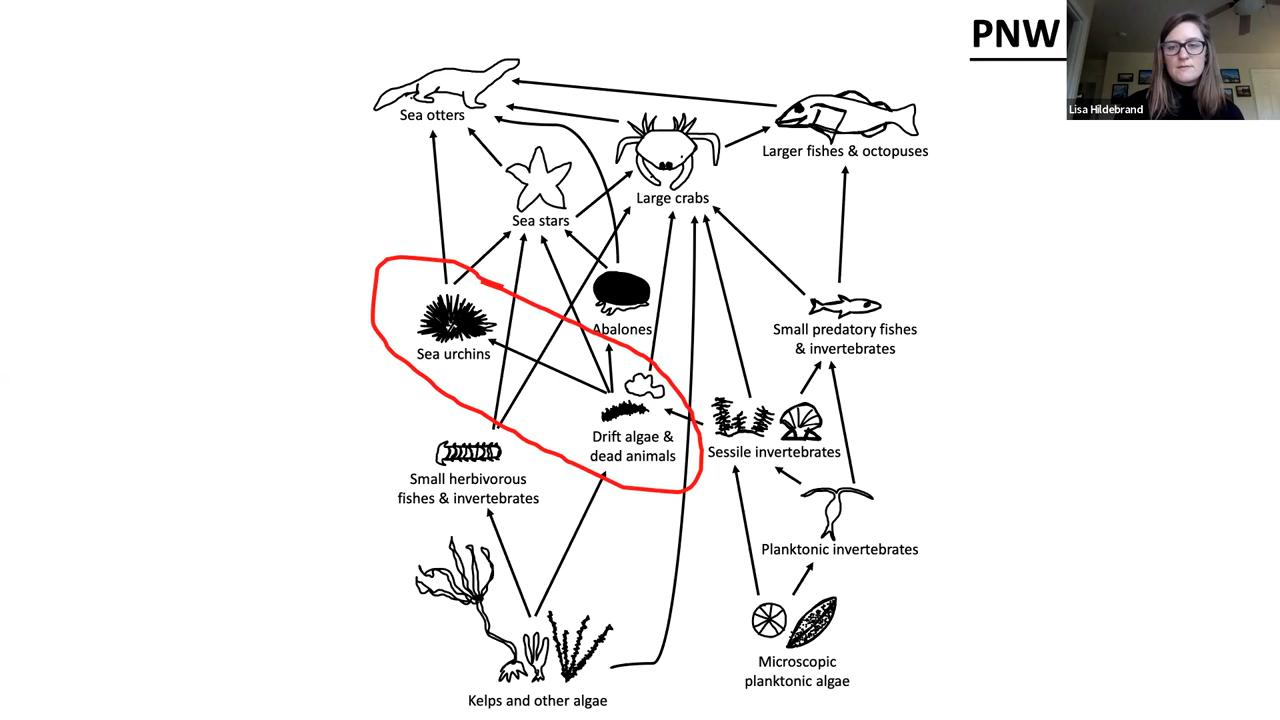 PNW
Lisa Hildebrand
Sea otters
Larger fishes & octopuses
Large crabs
Sea stars
Abalones
Small predatory fishes
& invertebrates
Sea urchins
Drift algae &
dead animals
Sessile invertebrates
Small herbivorous
fishes & invertebrates
Planktonic invertebrates
Microscopic
planktonic algae
Kelps and other algae